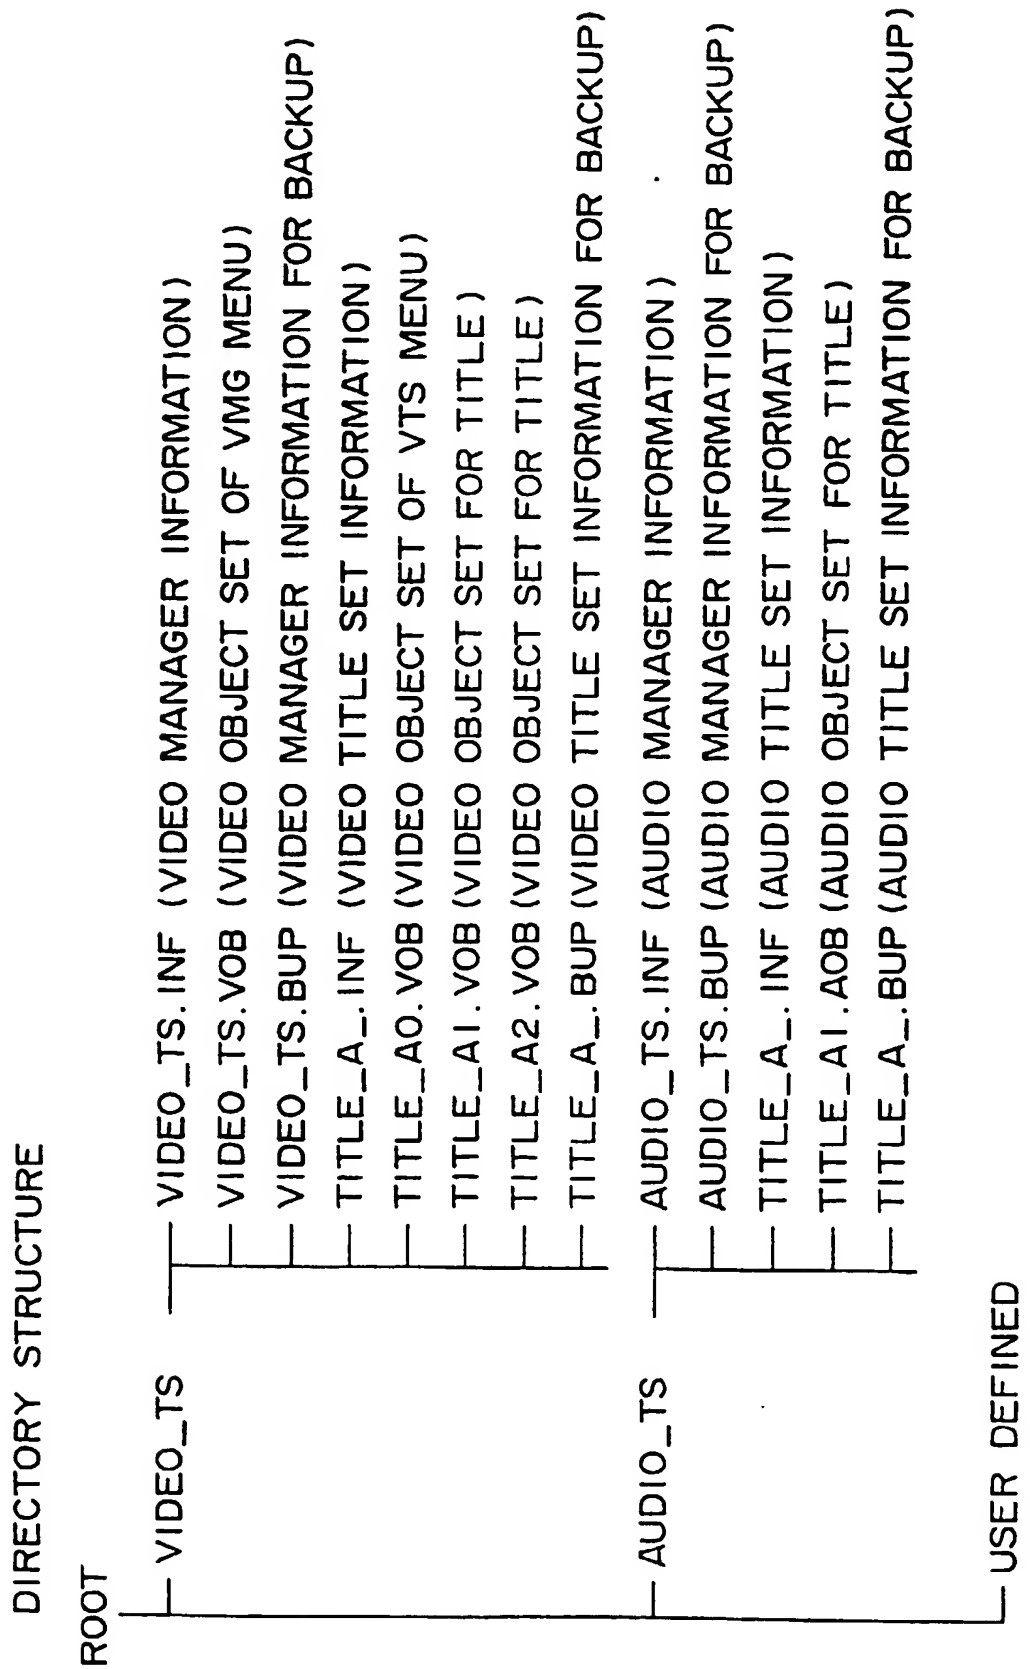 DIRECTORY STRUCTURE
ROOT
VIDEO_TS
VIDEO_TS.INF (VIDEO MANAGER INFORMATION)
VIDEO_TS.VOB (VIDEO OBJECT SET OF VMG MENU)
VIDEO_TS.BUP (VIDEO MANAGER INFORMATION FOR BACKUP)
TITLE_A_.INF (VIDEO TITLE SET INFORMATION)
TITLE_A0.VOB (VIDEO OBJECT SET OF VTS MENU)
TITLE_A1.VOB (VIDEO OBJECT SET FOR TITLE)
TITLE_A2.VOB (VIDEO OBJECT SET FOR TITLE)
TITLE_A_.BUP (VIDEO TITLE SET INFORMATION FOR BACKUP)
AUDIO_TS
AUDIO_TS.INF (AUDIO MANAGER INFORMATION)
AUDIO_TS.BUP (AUDIO MANAGER INFORMATION FOR BACKUP)
TITLE_A_.INF (AUDIO TITLE SET INFORMATION)
TITLE_A1.AOB (AUDIO OBJECT SET FOR TITLE)
TITLE_A_.BUP (AUDIO TITLE SET INFORMATION FOR BACKUP)
USER DEFINED